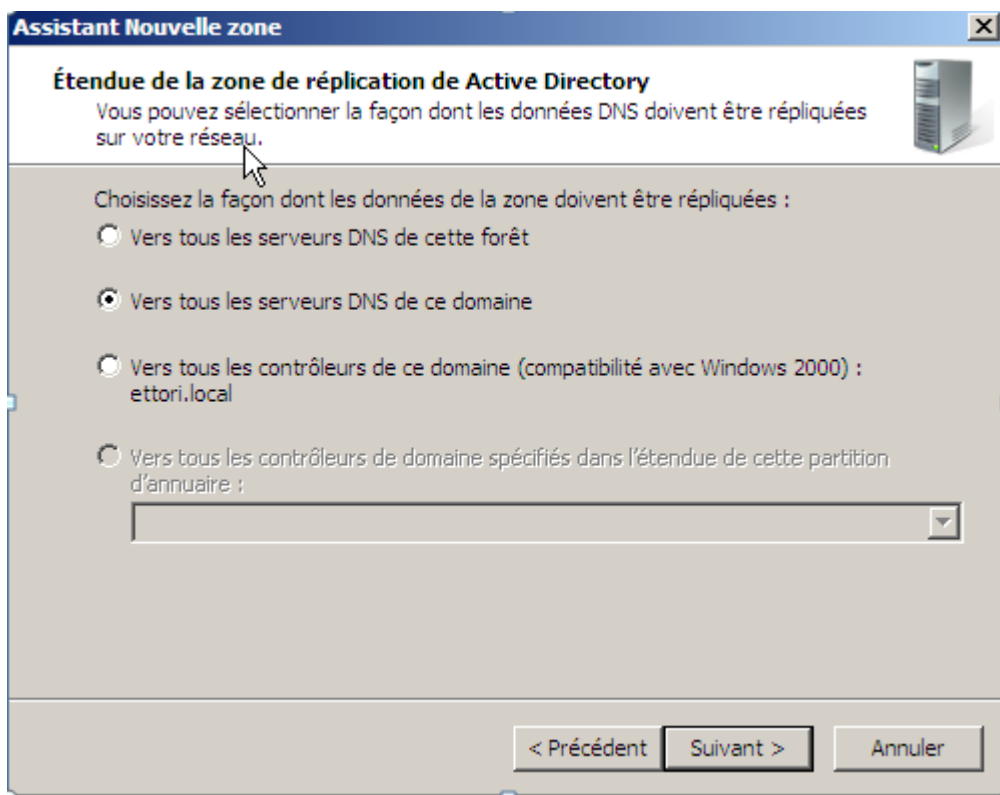 Assistant Nouvelle zone
Étendue de la zone de réplication de Active Directory
Vous pouvez sélectionner la façon dont les données DNS doivent être répliquées
sur votre réseau.
Choisissez la façon dont les données de la zone doivent être répliquées :
Vers tous les serveurs DNS de cette forêt
Vers tous les serveurs DNS de ce domaine
Vers tous les contrôleurs de ce domaine (compatibilité avec Windows 2000) :
ettori.local
Vers tous les contrôleurs de domaine spécifiés dans l'étendue de cette partition
d'annuaire :
< Précédent
Suivant >
Annuler